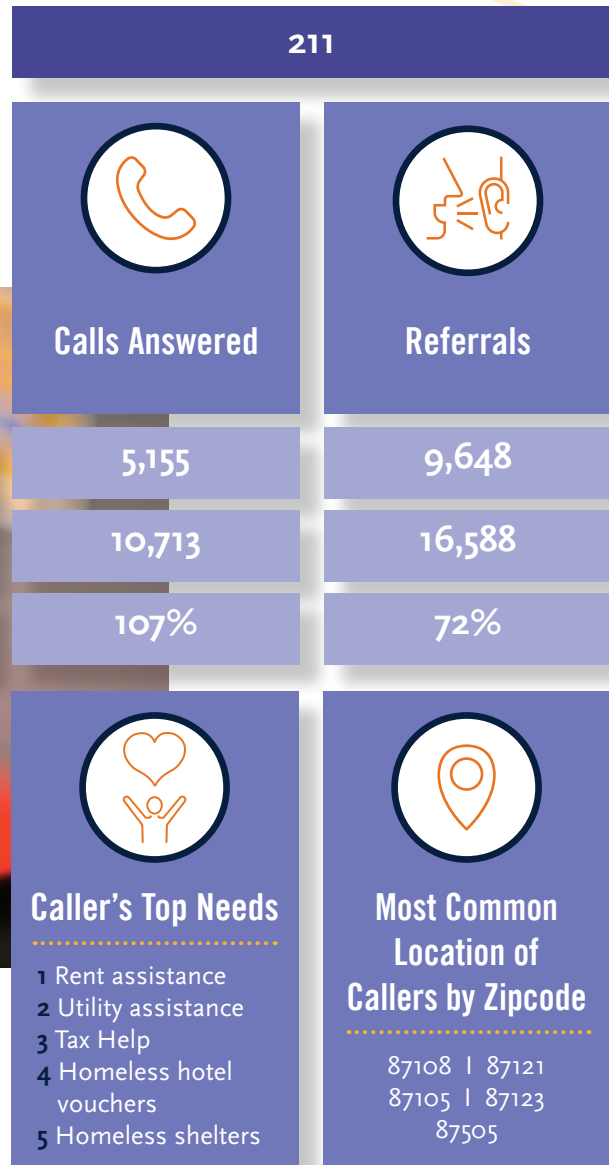 211
Calls Answered
Referrals
5,155
9,648
10,713
16,588
107%
72%
Caller's Top Needs
1 Rent assistance
2 Utility assistance
3 Tax Help
4 Homeless hotel
vouchers
5 Homeless shelters
Most Common
Location of
Callers by Zipcode
87108 | 87121
87105 | 87123
87505